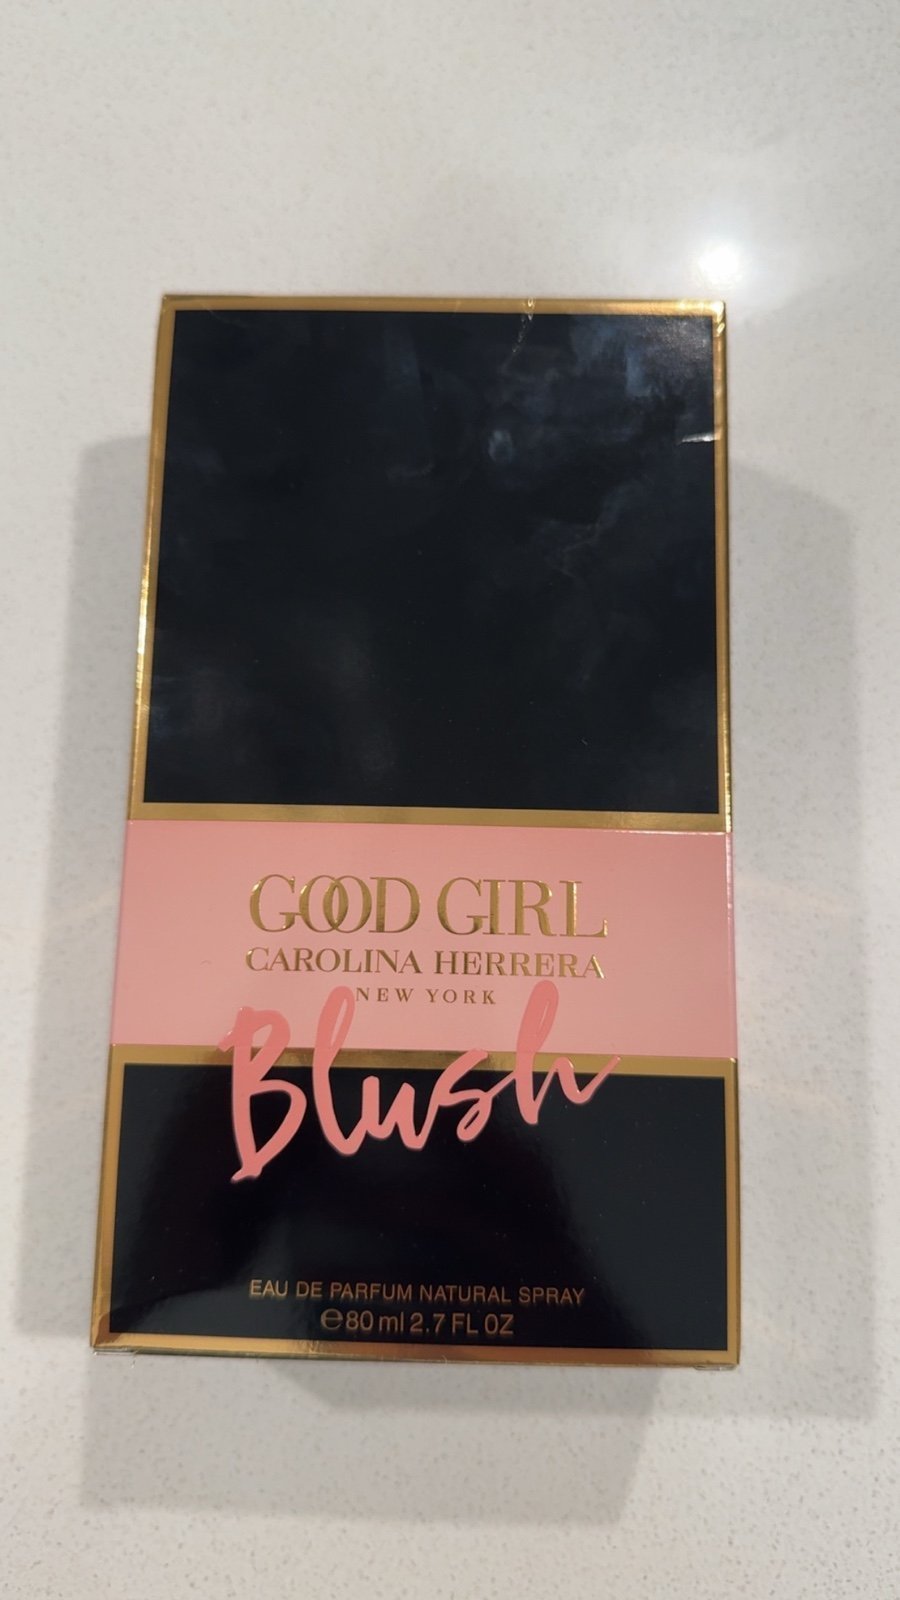 GOOD GIRL
CAROLINA HERRERA
NEW YORK
Blush
EAU DE PARFUM NATURAL SPRAY
℮80 ml 2.7 FL OZ